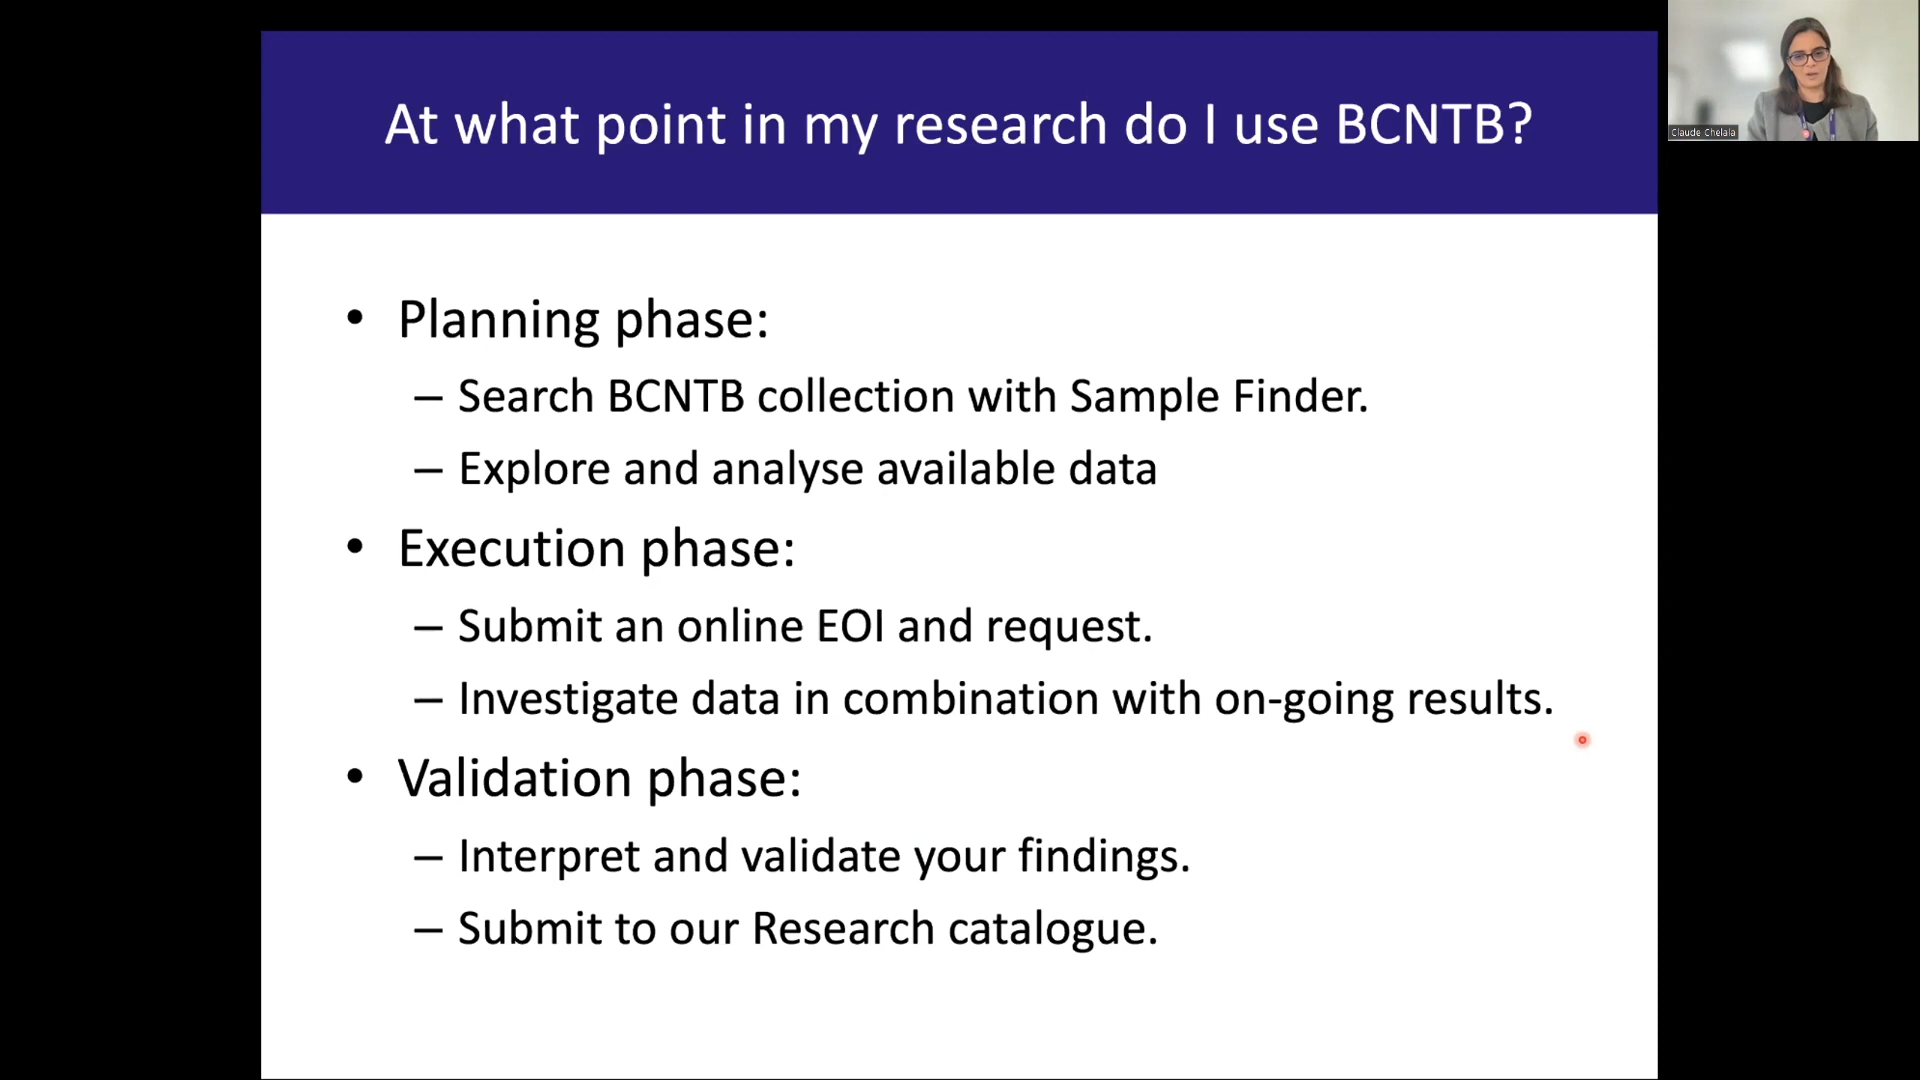 At what point in my research do I use BCNTB?
Claude Chelala
• Planning phase:
– Search BCNTB collection with Sample Finder.
– Explore and analyse available data
• Execution phase:
– Submit an online EOI and request.
– Investigate data in combination with on-going results.
• Validation phase:
– Interpret and validate your findings.
– Submit to our Research catalogue.